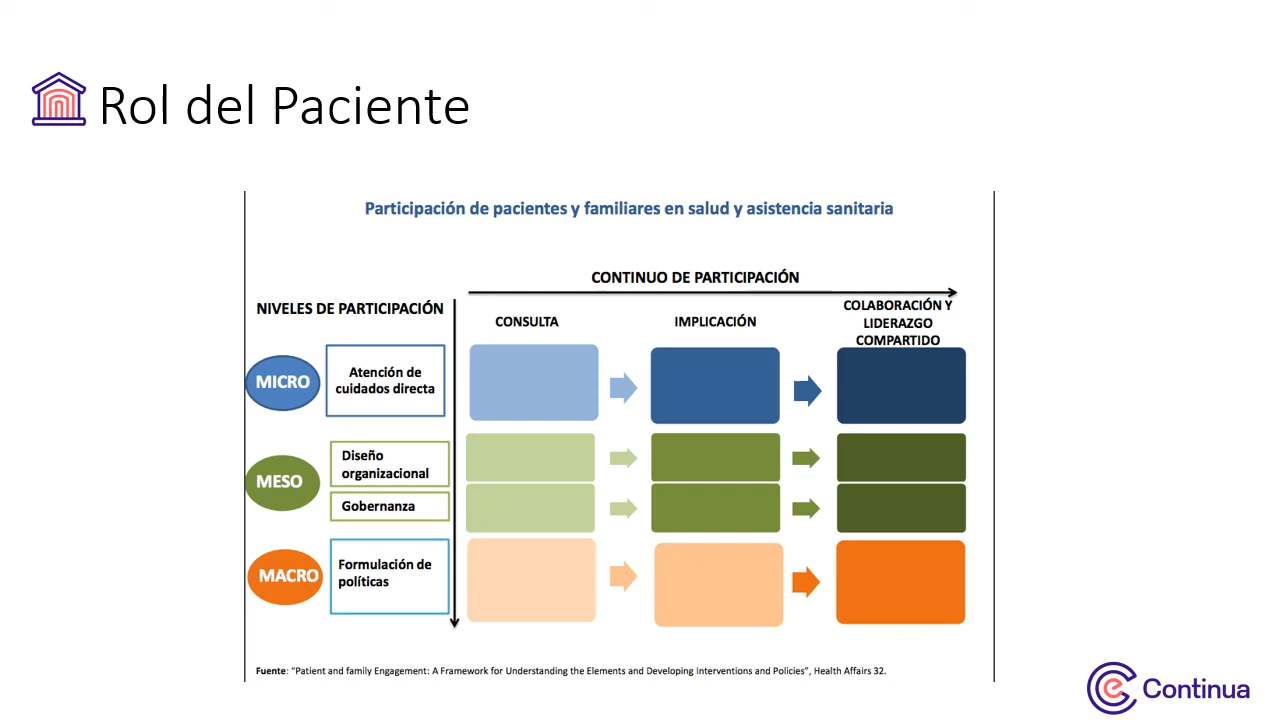 Rol del Paciente
Participación de pacientes y familiares en salud y asistencia sanitaria
CONTINUO DE PARTICIPACIÓN
NIVELES DE PARTICIPACIÓN
CONSULTA
IMPLICACIÓN
COLABORACIÓN Y
LIDERAZGO
COMPARTIDO
MICRO
Atención de
cuidados directa
MESO
Diseño
organizacional
Gobernanza
MACRO
Formulación de
políticas
Fuente: "Patient and family Engagement: A Framework for Understanding the Elements and Developing Interventions and Policies", Health Affairs 32.
Continua